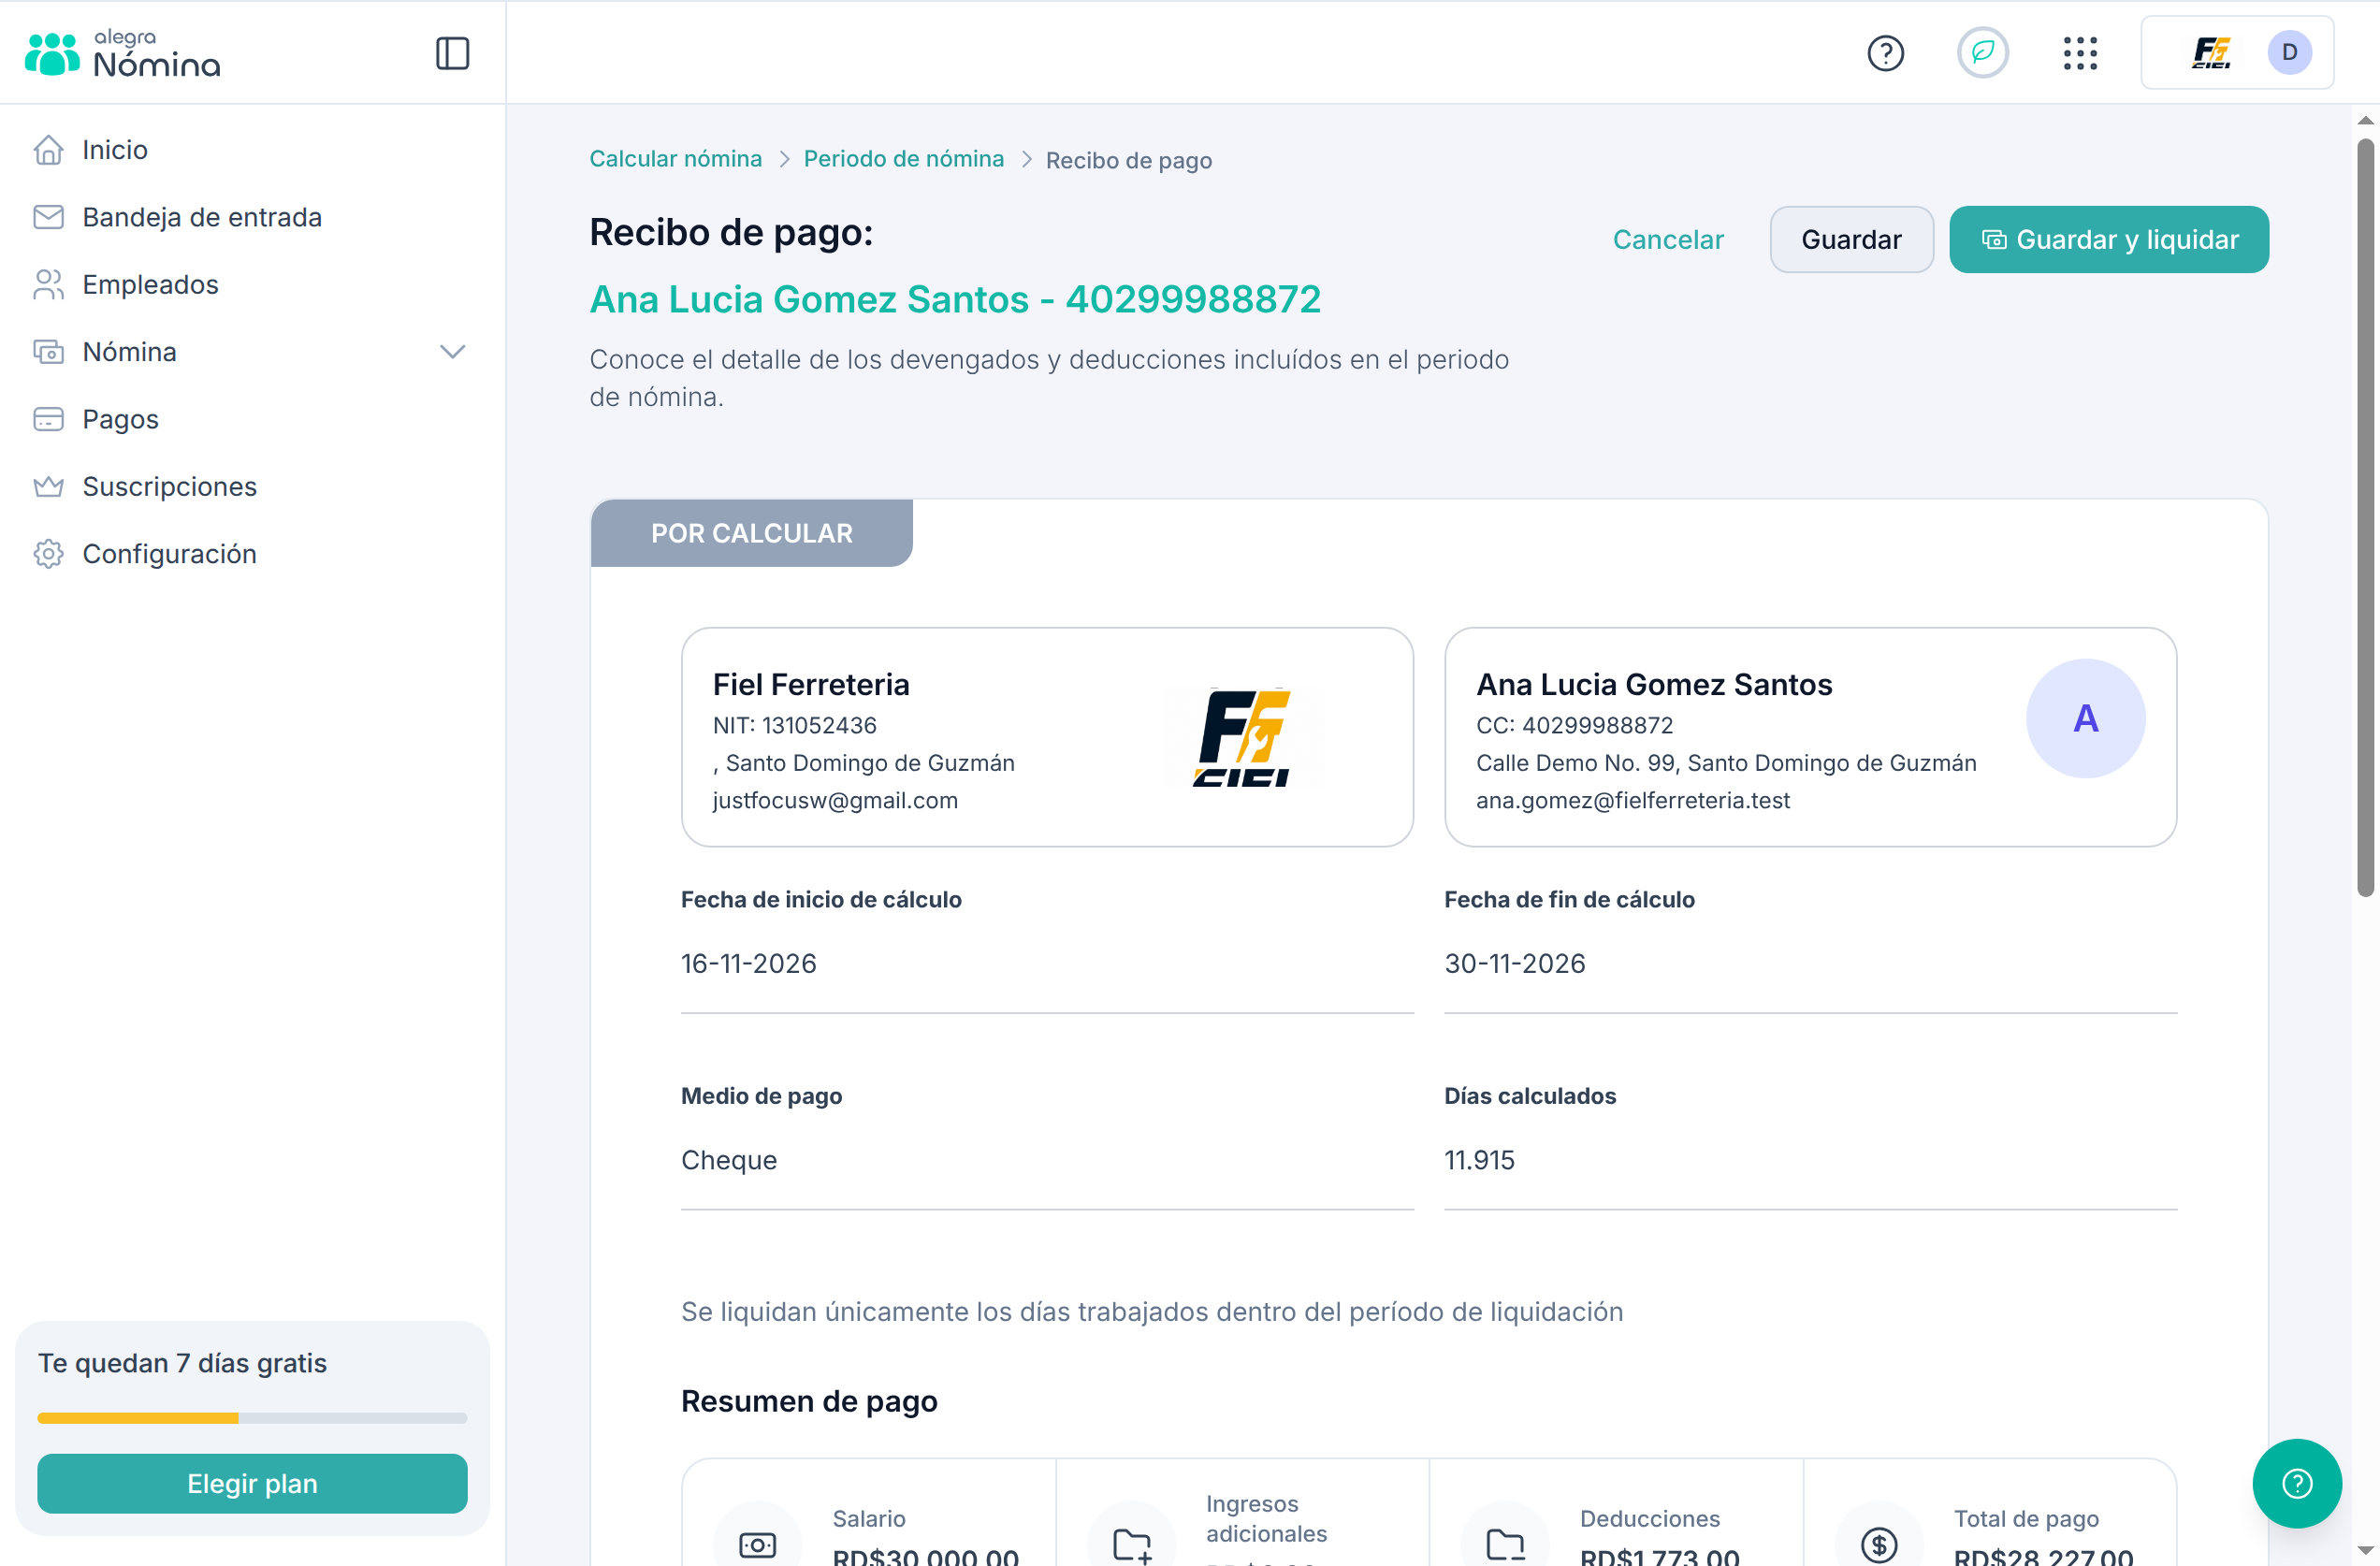 alegra
Nómina
D
Inicio
Bandeja de entrada
Empleados
Nómina
Pagos
Suscripciones
Configuración
Te quedan 7 días gratis
Elegir plan
Calcular nómina > Periodo de nómina > Recibo de pago
Recibo de pago:
Cancelar
Guardar
Guardar y liquidar
Ana Lucia Gomez Santos - 40299988872
Conoce el detalle de los devengados y deducciones incluídos en el periodo
de nómina.
POR CALCULAR
Fiel Ferreteria
NIT: 131052436
, Santo Domingo de Guzmán
justfocusw@gmail.com
Ana Lucia Gomez Santos
CC: 40299988872
Calle Demo No. 99, Santo Domingo de Guzmán
ana.gomez@fielferreteria.test
A
Fecha de inicio de cálculo
16-11-2026
Fecha de fin de cálculo
30-11-2026
Medio de pago
Cheque
Días calculados
11.915
Se liquidan únicamente los días trabajados dentro del período de liquidación
Resumen de pago
Salario
RD$30,000.00
Ingresos
adicionales
Deducciones
RD$1,773.00
Total de pago
RD$28,227.00